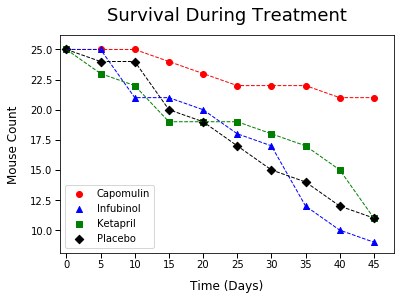 Survival During Treatment
Mouse Count
25.0
22.5
20.0
17.5
15.0
12.5
10.0
Capomulin
Infubinol
Ketapril
Placebo
0 5 10 15 20 25 30 35 40 45
Time (Days)